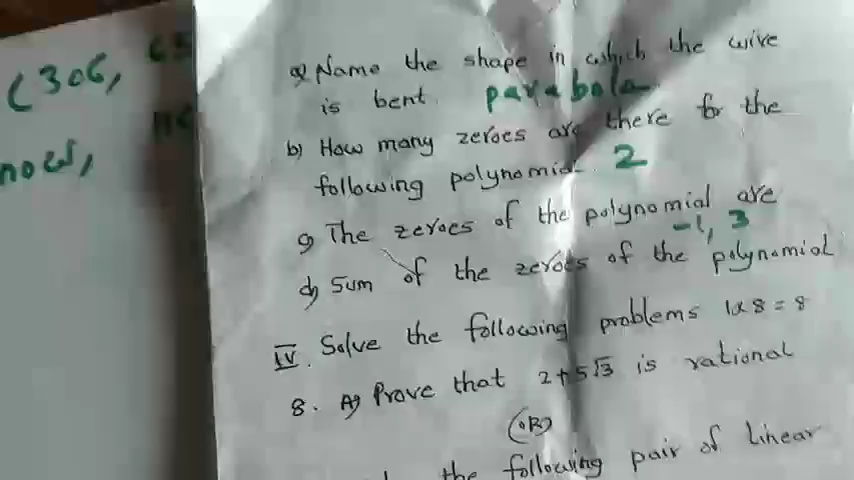 (306, 65
now,
a) Name the shape in which the wire
is bent. parabola
b) How many zeroes are there for the
following polynomial. 2
c) The zeroes of the polynomial are
-1, 3
d) Sum of the zeroes of the polynomial
IV. Solve the following problems 1x8=8
8. A) Prove that 2+5√3 is rational
(OR)
the following pair of linear